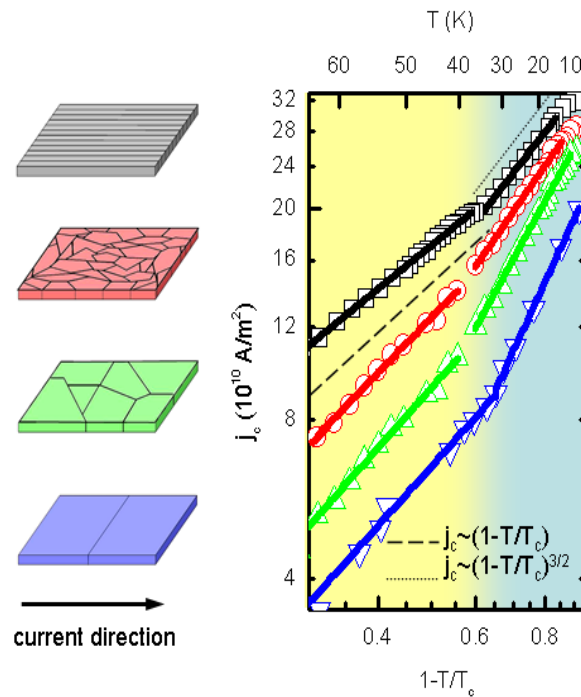 T (K)
60 50 40 30 20 10
32
28
24
20
16
12
8
4
j_c (10^10 A/m^2)
j_c~(1-T/T_c)
j_c~(1-T/T_c)^3/2
0.4 0.6 0.8
1-T/T_c
current direction